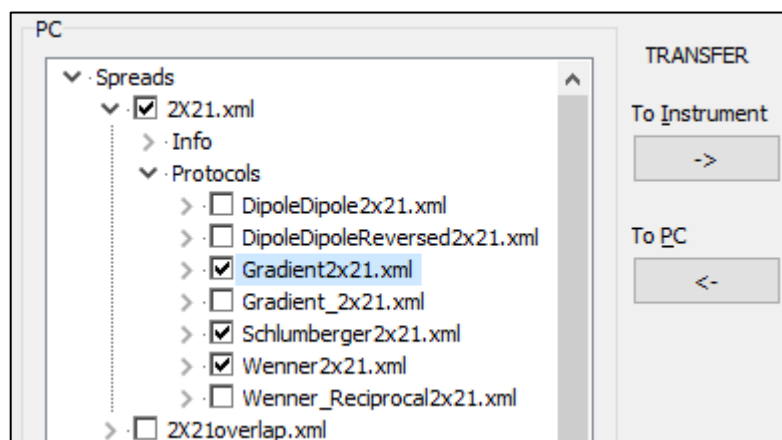 PC
Spreads
2X21.xml
Info
Protocols
DipoleDipole2x21.xml
DipoleDipoleReversed2x21.xml
Gradient2x21.xml
Gradient_2x21.xml
Schlumberger2x21.xml
Wenner2x21.xml
Wenner_Reciprocal2x21.xml
2X21overlap.xml
TRANSFER
To Instrument
->
To PC
<-